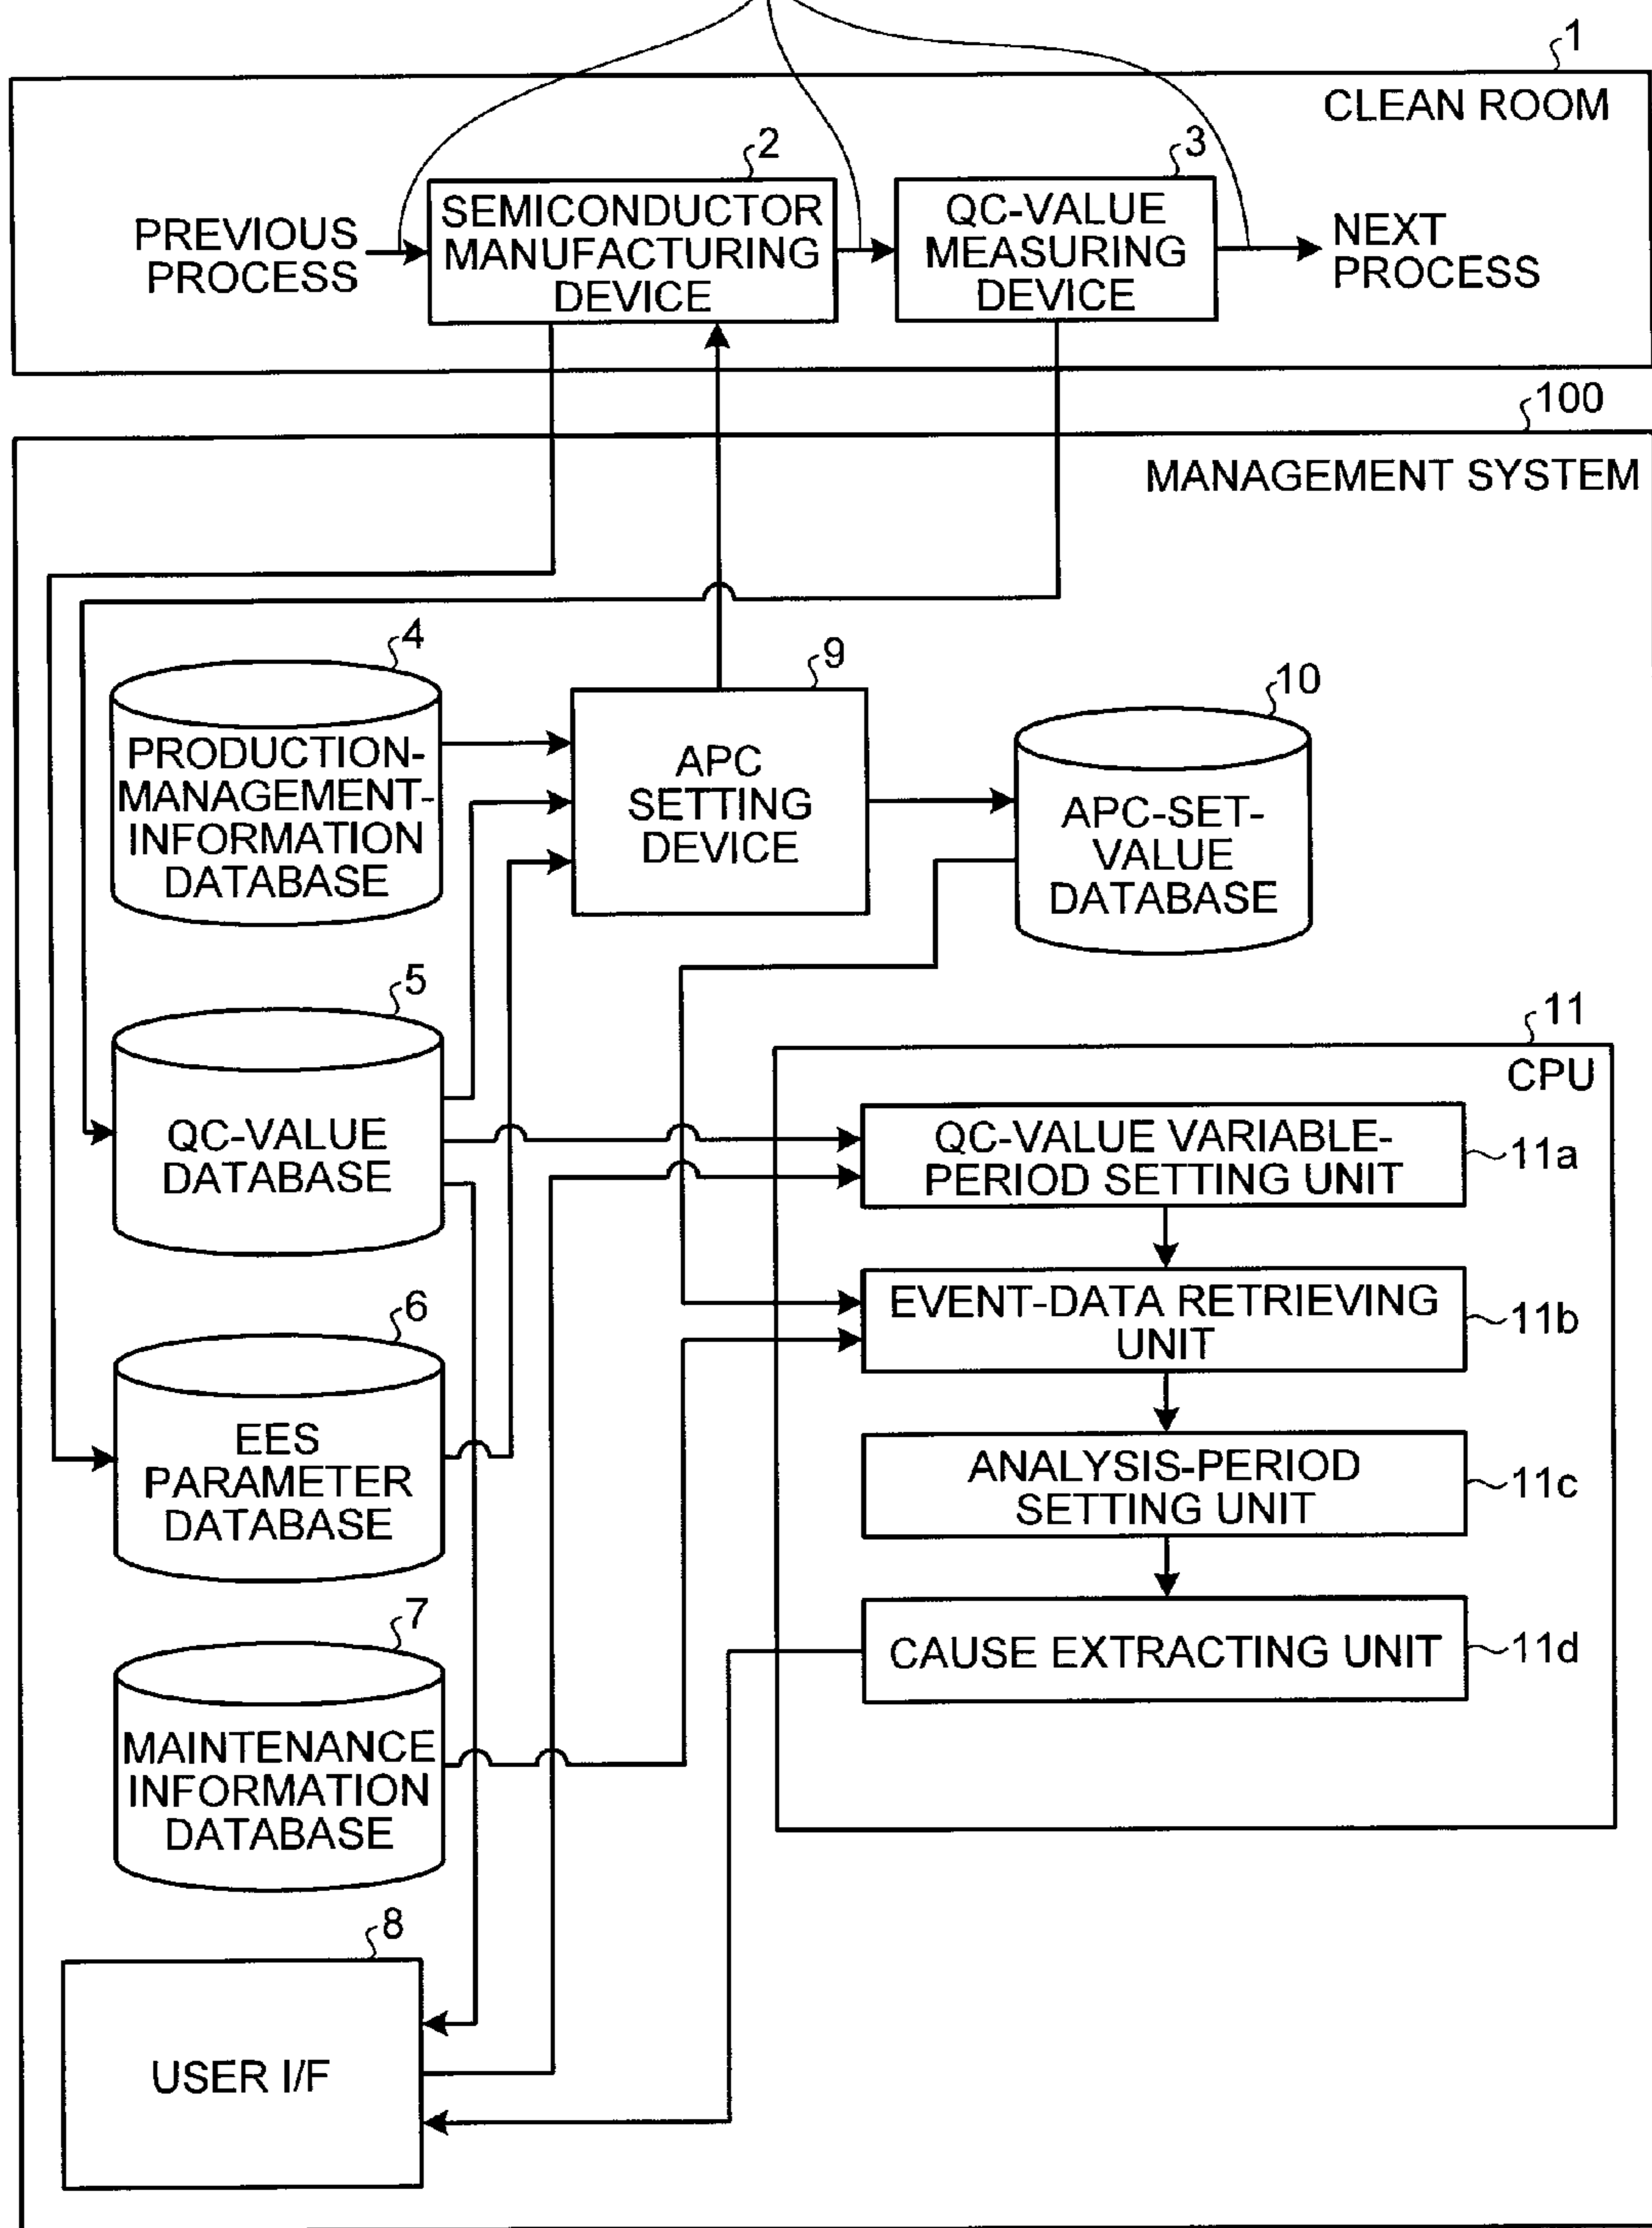 1
CLEAN ROOM
2
3
PREVIOUS
PROCESS
SEMICONDUCTOR
MANUFACTURING
DEVICE
QC-VALUE
MEASURING
DEVICE
NEXT
PROCESS
100
MANAGEMENT SYSTEM
4
PRODUCTION-
MANAGEMENT-
INFORMATION
DATABASE
9
APC
SETTING
DEVICE
10
APC-SET-
VALUE
DATABASE
5
QC-VALUE
DATABASE
11
CPU
QC-VALUE VARIABLE-
PERIOD SETTING UNIT
11a
EVENT-DATA RETRIEVING
UNIT
11b
6
EES
PARAMETER
DATABASE
ANALYSIS-PERIOD
SETTING UNIT
11c
CAUSE EXTRACTING UNIT
11d
7
MAINTENANCE
INFORMATION
DATABASE
8
USER I/F